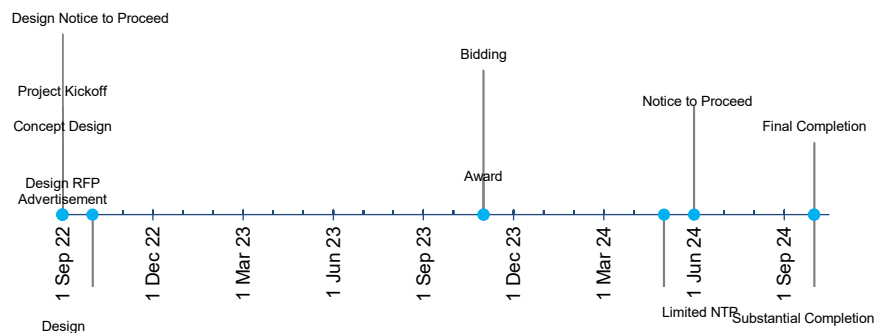 Design Notice to Proceed
Bidding
Project Kickoff
Notice to Proceed
Concept Design
Final Completion
Award
Design RFP
Advertisement
1 Sep 22
1 Dec 22
1 Mar 23
1 Jun 23
1 Sep 23
1 Dec 23
1 Mar 24
1 Jun 24
1 Sep 24
Limited NTP
Substantial Completion
Design